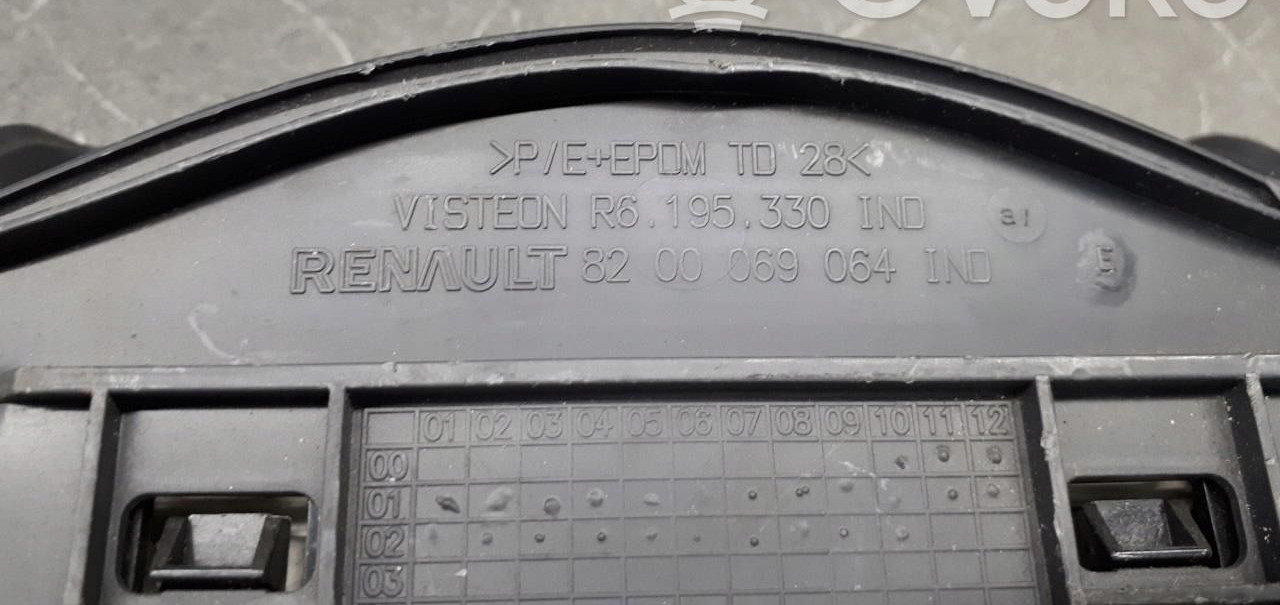 >P/E+EPDM TD 28<
VISTEON R6.195.330 IND
RENAULT 82 00 069 064 IND
01 02 03 04 05 06 07 08 09 10 11 12
00
01
02
03